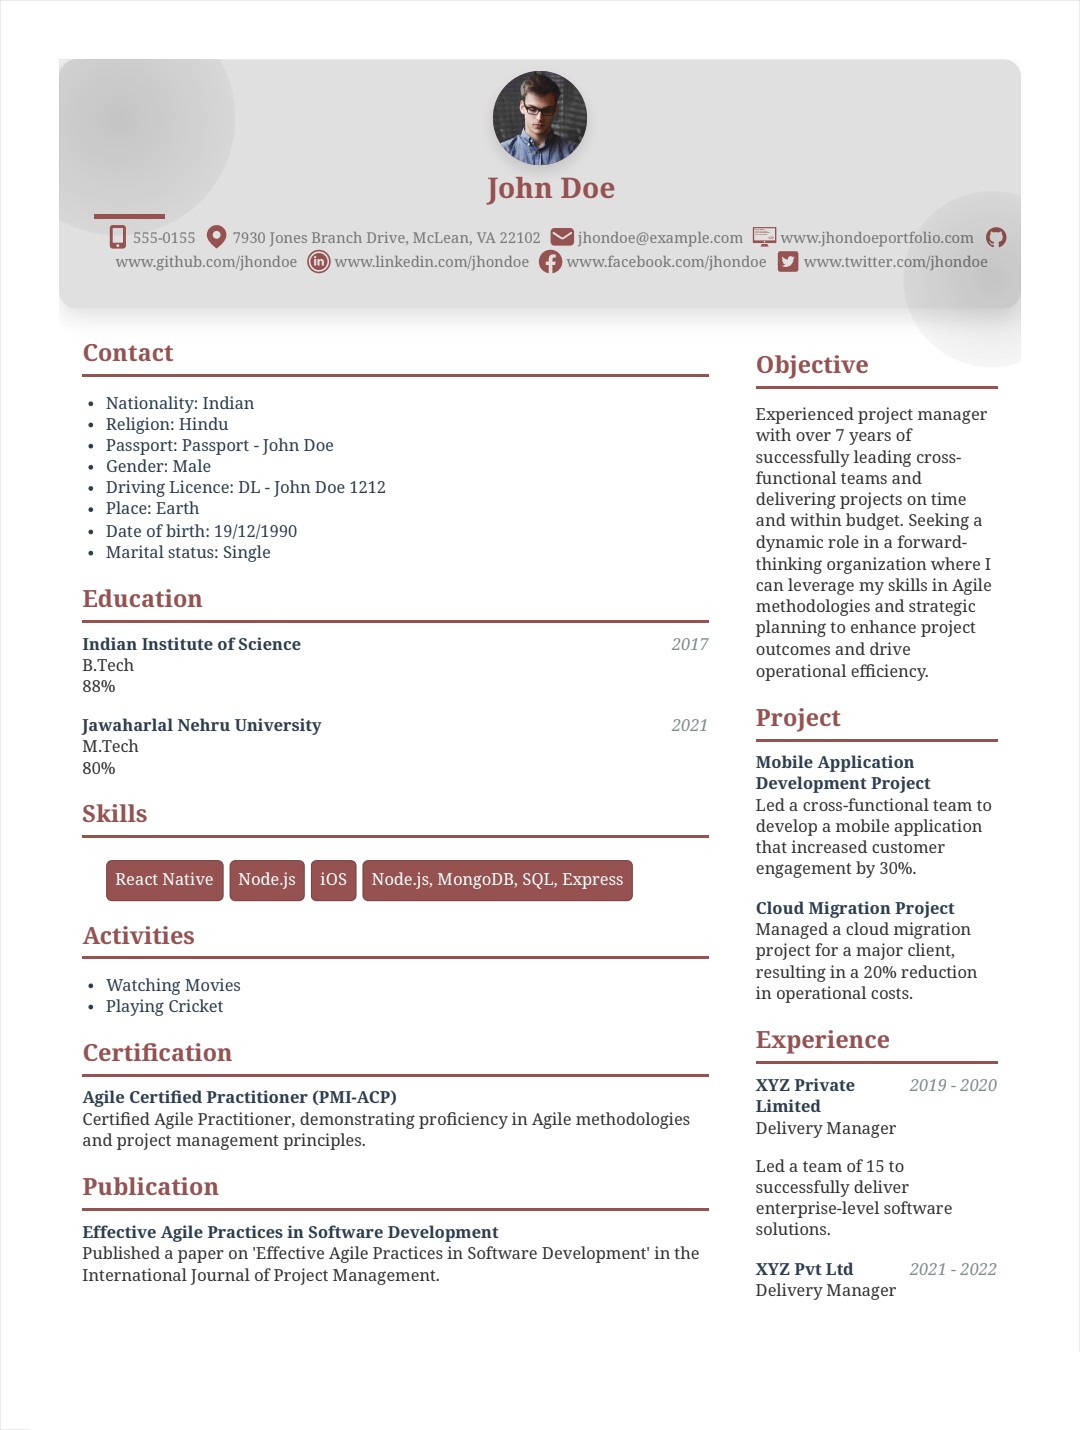 John Doe
555-0155 7930 Jones Branch Drive, McLean, VA 22102 jhondoe@example.com www.jhondoeportfolio.com
www.github.com/jhondoe www.linkedin.com/jhondoe www.facebook.com/jhondoe www.twitter.com/jhondoe
Contact
Nationality: Indian
Religion: Hindu
Passport: Passport - John Doe
Gender: Male
Driving Licence: DL - John Doe 1212
Place: Earth
Date of birth: 19/12/1990
Marital status: Single
Education
Indian Institute of Science 2017
B.Tech
88%
Jawaharlal Nehru University 2021
M.Tech
80%
Skills
React Native Node.js iOS Node.js, MongoDB, SQL, Express
Activities
Watching Movies
Playing Cricket
Certification
Agile Certified Practitioner (PMI-ACP)
Certified Agile Practitioner, demonstrating proficiency in Agile methodologies
and project management principles.
Publication
Effective Agile Practices in Software Development
Published a paper on 'Effective Agile Practices in Software Development' in the
International Journal of Project Management.
Objective
Experienced project manager
with over 7 years of
successfully leading cross-
functional teams and
delivering projects on time
and within budget. Seeking a
dynamic role in a forward-
thinking organization where I
can leverage my skills in Agile
methodologies and strategic
planning to enhance project
outcomes and drive
operational efficiency.
Project
Mobile Application
Development Project
Led a cross-functional team to
develop a mobile application
that increased customer
engagement by 30%.
Cloud Migration Project
Managed a cloud migration
project for a major client,
resulting in a 20% reduction
in operational costs.
Experience
XYZ Private 2019 - 2020
Limited
Delivery Manager
Led a team of 15 to
successfully deliver
enterprise-level software
solutions.
XYZ Pvt Ltd 2021 - 2022
Delivery Manager